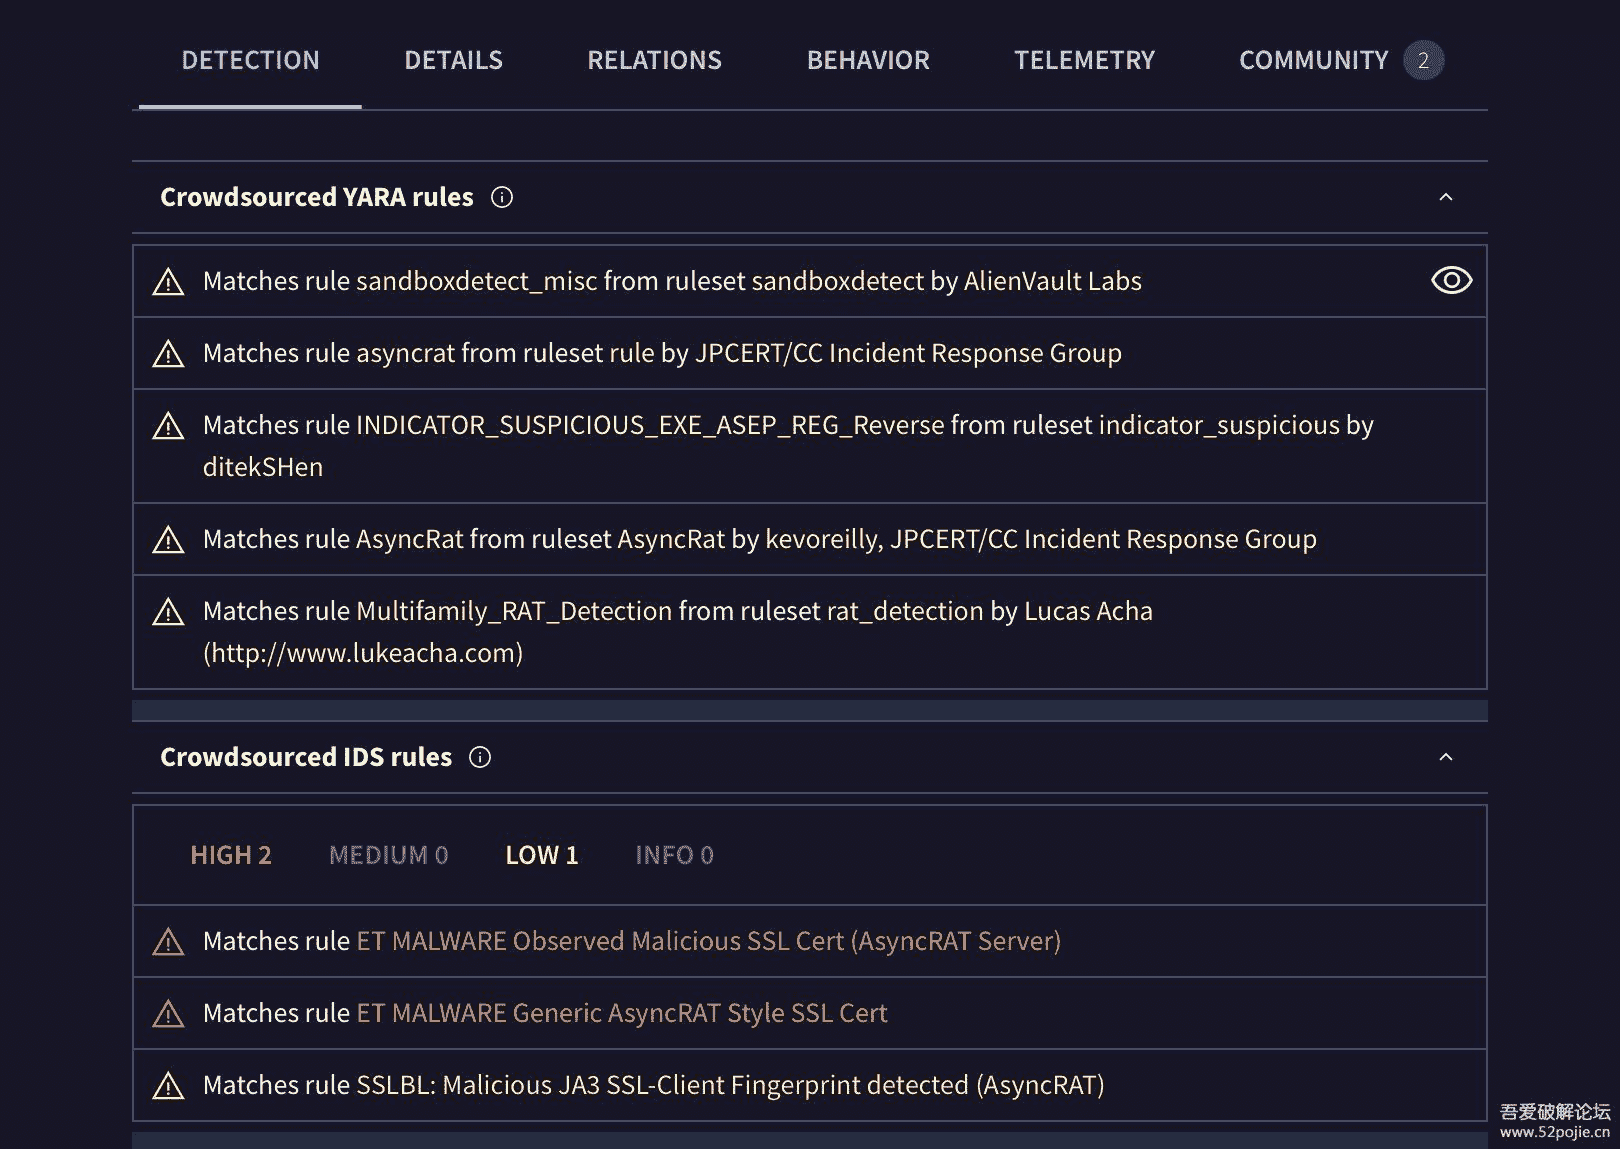 DETECTION DETAILS RELATIONS BEHAVIOR TELEMETRY COMMUNITY 2
Crowdsourced YARA rules
Matches rule sandboxdetect_misc from ruleset sandboxdetect by AlienVault Labs
Matches rule asyncrat from ruleset rule by JPCERT/CC Incident Response Group
Matches rule INDICATOR_SUSPICIOUS_EXE_ASEP_REG_Reverse from ruleset indicator_suspicious by
ditekSHen
Matches rule AsyncRat from ruleset AsyncRat by kevoreilly, JPCERT/CC Incident Response Group
Matches rule Multifamily_RAT_Detection from ruleset rat_detection by Lucas Acha
(http://www.lukeacha.com)
Crowdsourced IDS rules
HIGH 2 MEDIUM 0 LOW 1 INFO 0
Matches rule ET MALWARE Observed Malicious SSL Cert (AsyncRAT Server)
Matches rule ET MALWARE Generic AsyncRAT Style SSL Cert
Matches rule SSLBL: Malicious JA3 SSL-Client Fingerprint detected (AsyncRAT)
吾爱破解论坛
www.52pojie.cn